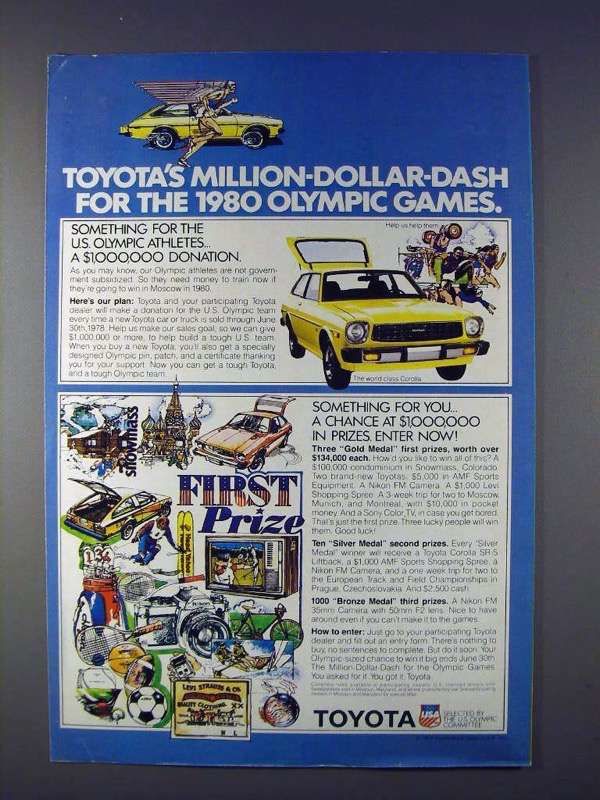 TOYOTA'S MILLION-DOLLAR-DASH
FOR THE 1980 OLYMPIC GAMES.
SOMETHING FOR THE
U.S. OLYMPIC ATHLETES...
A $1,000,000 DONATION.
As you may know, our Olympic athletes are not govern-
ment subsidized. So they need money to train now if
they're going to win in Moscow in 1980.
Here's our plan: Toyota and your participating Toyota
dealer will make a donation for the U.S. Olympic team
every time a new Toyota car or truck is sold through June
30th, 1978. Help us make our sales goal, so we can give
$1,000,000 or more, to help build a tough U.S. team.
When you buy a new Toyota, you'll also get a specially
designed Olympic pin, patch, and a certificate thanking
you for your support. Now you can get a tough Toyota,
and a tough Olympic team.
Help us help them.
The world class Corolla
SOMETHING FOR YOU...
A CHANCE AT $1,000,000
IN PRIZES. ENTER NOW!
Three "Gold Medal" first prizes, worth over
$134,000 each. How'd you like to win all of this? A
$100,000 condominium in Snowmass, Colorado.
Two brand-new Toyotas. $5,000 in AMF Sports
Equipment. A Nikon FM Camera. A $1,000 Levi
Shopping Spree. A 3-week trip for two to Moscow,
Munich, and Montreal, with $10,000 in pocket
money. And a Sony Color TV, in case you get bored.
That's just the first prize. Three lucky people will win
them. Good luck!
Ten "Silver Medal" second prizes. Every "Silver
Medal" winner will receive a Toyota Corolla SR-5
Liftback, a $1,000 AMF Sports Shopping Spree, a
Nikon FM Camera, and a one-week trip for two to
the European Track and Field Championships in
Prague, Czechoslovakia. And $2,500 cash.
1000 "Bronze Medal" third prizes. A Nikon FM
35mm Camera with 50mm F2 lens. Nice to have
around even if you can't make it to the games.
How to enter: Just go to your participating Toyota
dealer and fill out an entry form. There's nothing to
buy, no sentences to complete. But do it soon. Your
Olympic-sized chance to win it big ends June 30th.
The Million-Dollar-Dash for the Olympic Games.
You asked for it. You got it. Toyota.
snowmass
FIRST
Prize
Head
LEVI STRAUSS & CO.
QUALITY CLOTHING
XX
W L
TOYOTA
USA
SELECTED BY
THE U.S. OLYMPIC
COMMITTEE